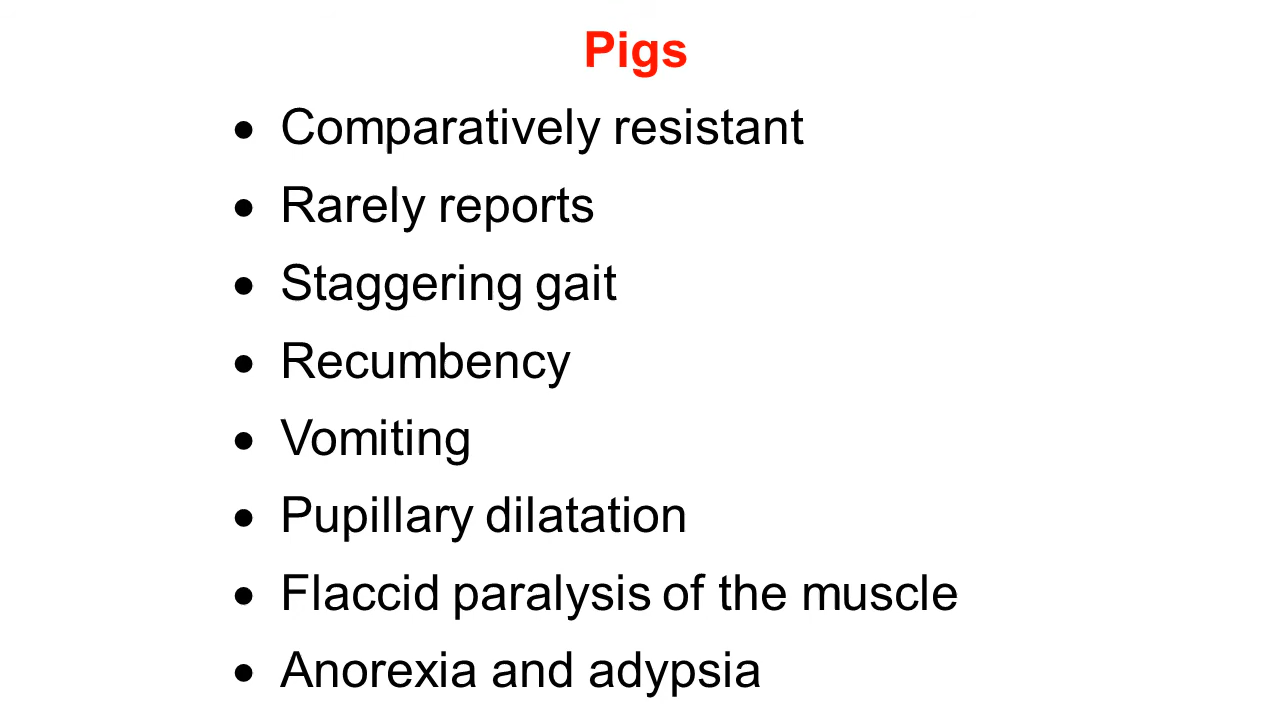 Pigs
• Comparatively resistant
• Rarely reports
• Staggering gait
• Recumbency
• Vomiting
• Pupillary dilatation
• Flaccid paralysis of the muscle
• Anorexia and adypsia